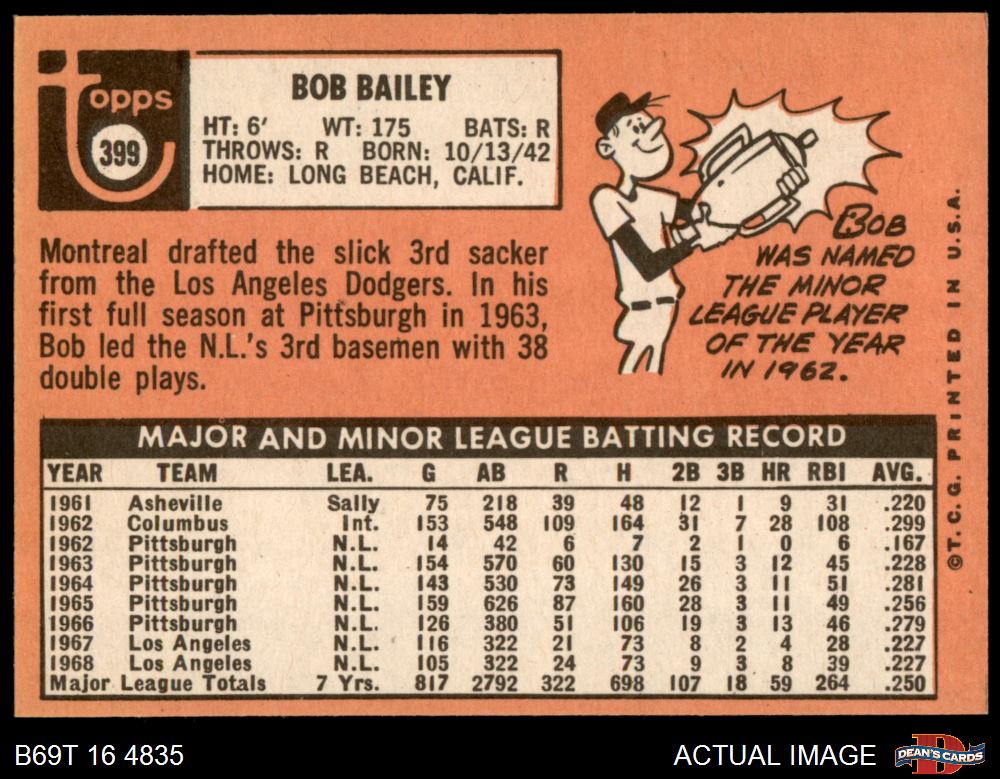 Topps
399
BOB BAILEY
HT: 6' WT: 175 BATS: R
THROWS: R BORN: 10/13/42
HOME: LONG BEACH, CALIF.
Montreal drafted the slick 3rd sacker
from the Los Angeles Dodgers. In his
first full season at Pittsburgh in 1963,
Bob led the N.L.'s 3rd basemen with 38
double plays.
BOB
WAS NAMED
THE MINOR
LEAGUE PLAYER
OF THE YEAR
IN 1962.
MAJOR AND MINOR LEAGUE BATTING RECORD
YEAR TEAM LEA. G AB R H 2B 3B HR RBI AVG.
1961 Asheville Sally 75 218 39 48 12 1 9 31 .220
1962 Columbus Int. 153 548 109 164 31 7 28 108 .299
1962 Pittsburgh N.L. 14 42 6 7 2 1 0 6 .167
1963 Pittsburgh N.L. 154 570 60 130 15 3 12 45 .228
1964 Pittsburgh N.L. 143 530 73 149 26 3 11 51 .281
1965 Pittsburgh N.L. 159 626 87 160 28 3 11 49 .256
1966 Pittsburgh N.L. 126 380 51 106 19 3 13 46 .279
1967 Los Angeles N.L. 116 322 21 73 8 2 4 28 .227
1968 Los Angeles N.L. 105 322 24 73 9 3 8 39 .227
Major League Totals 7 Yrs. 817 2792 322 698 107 18 59 264 .250
©T.C.G. PRINTED IN U.S.A.
B69T 16 4835
ACTUAL IMAGE
DEAN'S CARDS